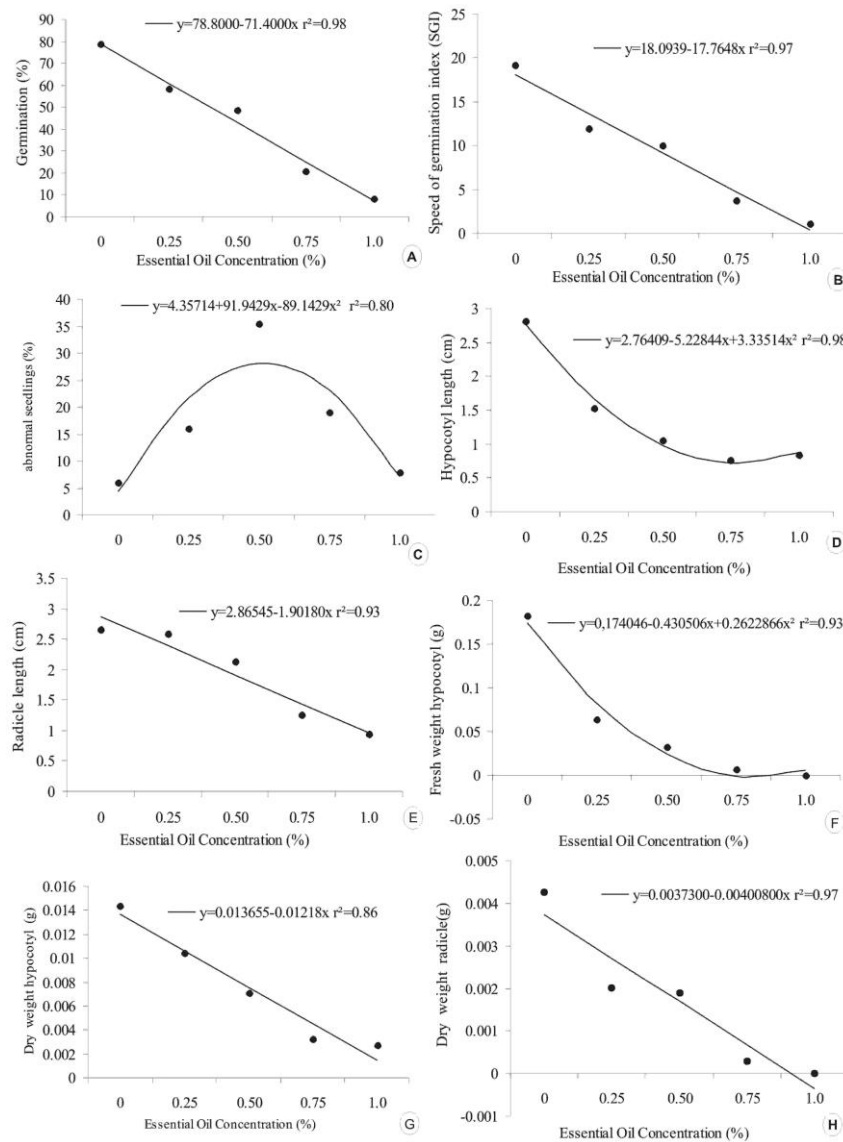 y=78.8000-71.4000x r²=0.98
90
80
70
60
50
40
30
20
10
0
Germination (%)
0 0.25 0.50 0.75 1.0
Essential Oil Concentration (%)
A
y=18.0939-17.7648x r²=0.97
25
20
15
10
5
0
Speed of germination index (SGI)
0 0.25 0.50 0.75 1.0
Essential Oil Concentration (%)
B
y=4.35714+91.9429x-89.1429x² r²=0.80
40
35
30
25
20
15
10
5
0
abnormal seedlings (%)
0 0.25 0.50 0.75 1.0
C
Essential Oil Concentration (%)
y=2.76409-5.22844x+3.33514x² r²=0.98
3
2.5
2
1.5
1
0.5
0
Hypocotyl length (cm)
0 0.25 0.50 0.75 1.0
D
Essential Oil Concentration (%)
y=2.86545-1.90180x r²=0.93
3.5
3
2.5
2
1.5
1
0.5
0
Radicle length (cm)
0 0.25 0.50 0.75 1.0
Essential Oil Concentration (%)
E
y=0,174046-0.430506x+0.2622866x² r²=0.93
0.2
0.15
0.1
0.05
0
-0.05
Fresh weight hypocotyl (g)
0 0.25 0.50 0.75 1.0
Essential Oil Concentration (%)
F
y=0.013655-0.01218x r²=0.86
0.016
0.014
0.012
0.01
0.008
0.006
0.004
0.002
0
Dry weight hypocotyl (g)
0 0.25 0.50 0.75 1.0
Essential Oil Concentration (%)
G
y=0.0037300-0.00400800x r²=0.97
0.005
0.004
0.003
0.002
0.001
0
-0.001
Dry weight radicle(g)
0 0.25 0.50 0.75 1.0
Essential Oil Concentration (%)
H